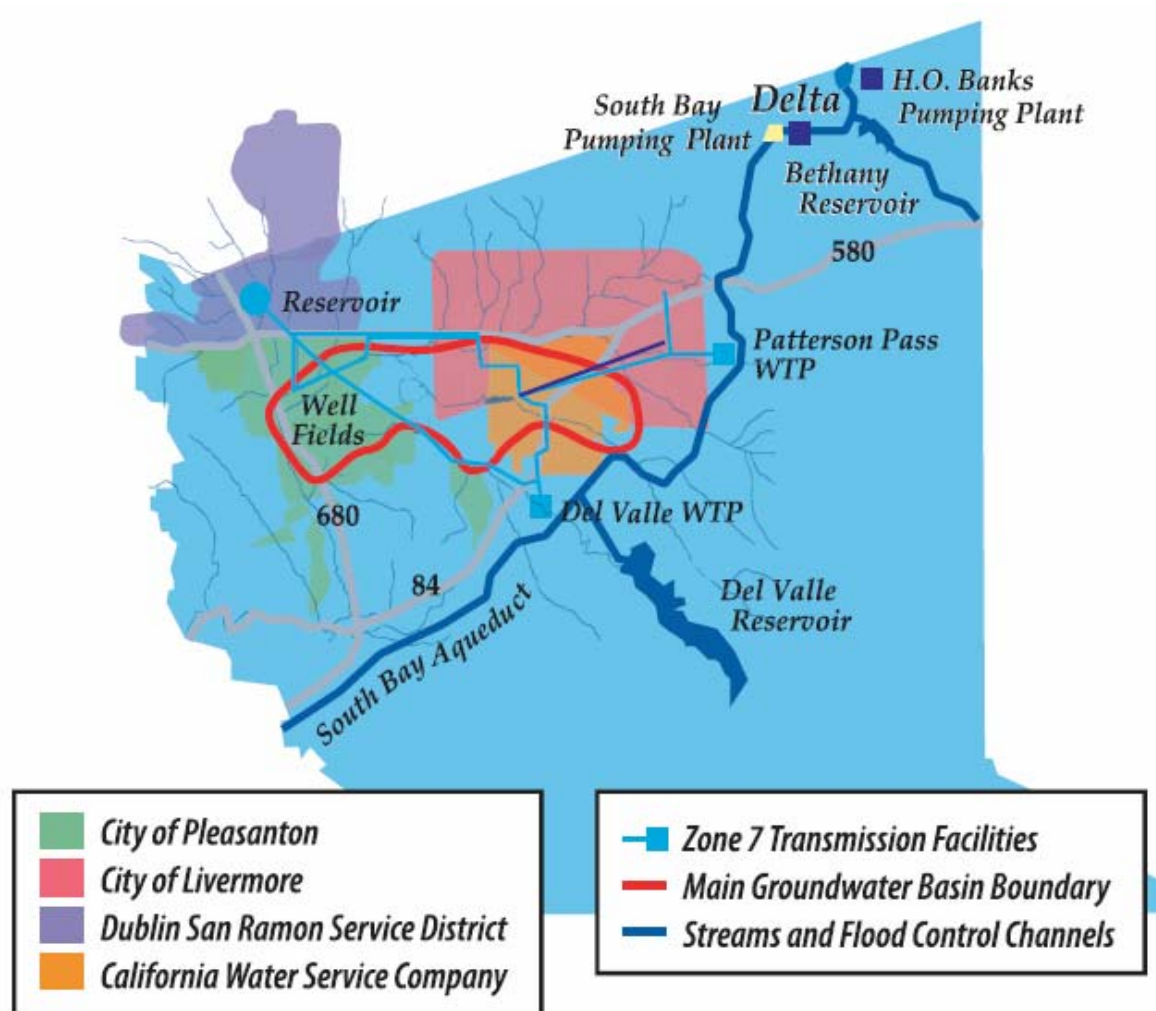 H.O. Banks
Pumping Plant
Delta
South Bay
Pumping Plant
Bethany
Reservoir
580
Reservoir
Patterson Pass
WTP
Well
Fields
680
Del Valle WTP
84
Del Valle
Reservoir
South Bay Aqueduct
City of Pleasanton
City of Livermore
Dublin San Ramon Service District
California Water Service Company
Zone 7 Transmission Facilities
Main Groundwater Basin Boundary
Streams and Flood Control Channels